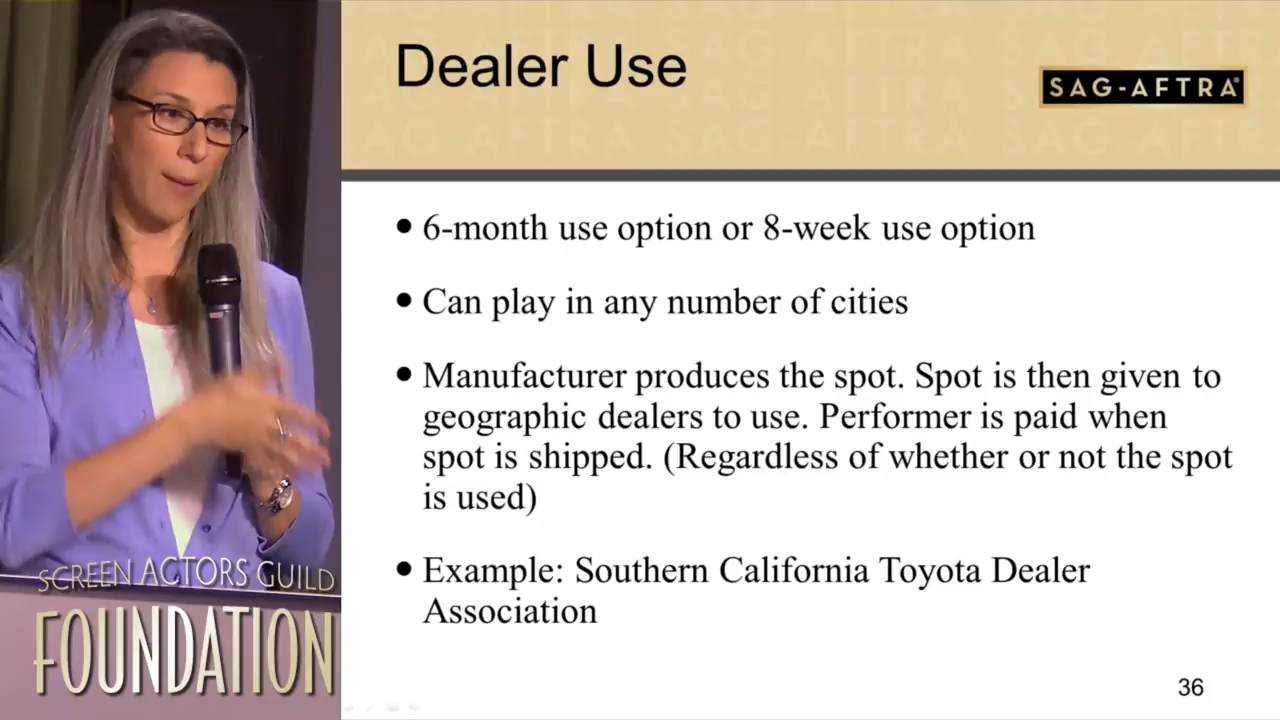 Dealer Use
SAG-AFTRA
• 6-month use option or 8-week use option
• Can play in any number of cities
• Manufacturer produces the spot. Spot is then given to
geographic dealers to use. Performer is paid when
spot is shipped. (Regardless of whether or not the spot
is used)
• Example: Southern California Toyota Dealer
Association
36
SCREEN ACTORS GUILD
FOUNDATION